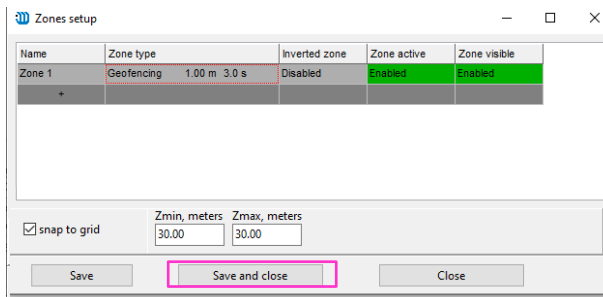 Zones setup
Name Zone type Inverted zone Zone active Zone visible
Zone 1 Geofencing 1.00 m 3.0 s Disabled Enabled Enabled
+
snap to grid
Zmin, meters Zmax, meters
30.00 30.00
Save Save and close Close